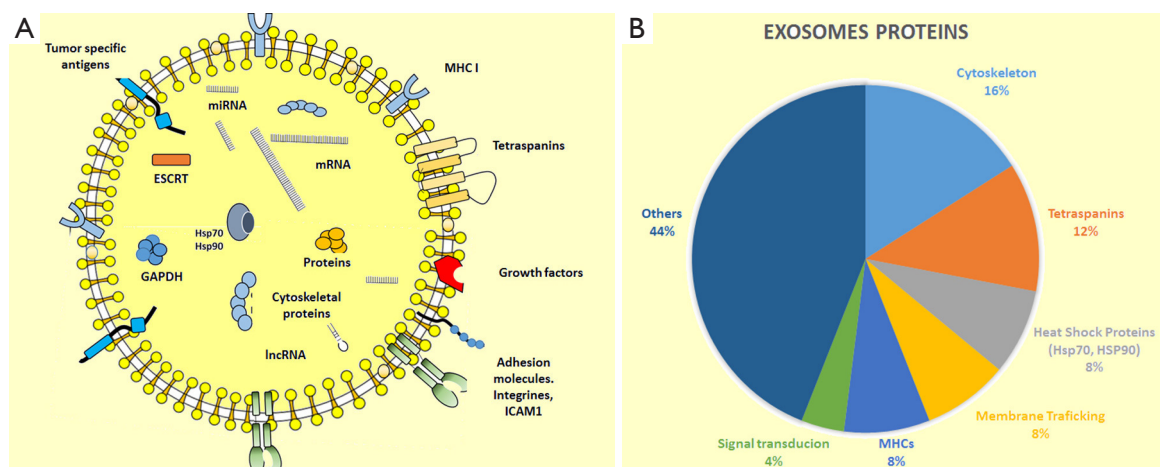 A
Tumor specific
antigens
miRNA
MHC I
mRNA
Tetraspanins
ESCRT
Hsp70
Hsp90
GAPDH
Proteins
Growth factors
Cytoskeletal
proteins
lncRNA
Adhesion
molecules.
Integrines,
ICAM1
B
EXOSOMES PROTEINS
Cytoskeleton
16%
Others
44%
Tetraspanins
12%
Heat Shock Proteins
(Hsp70, HSP90)
8%
Membrane Traficking
8%
Signal transducion
4%
MHCs
8%